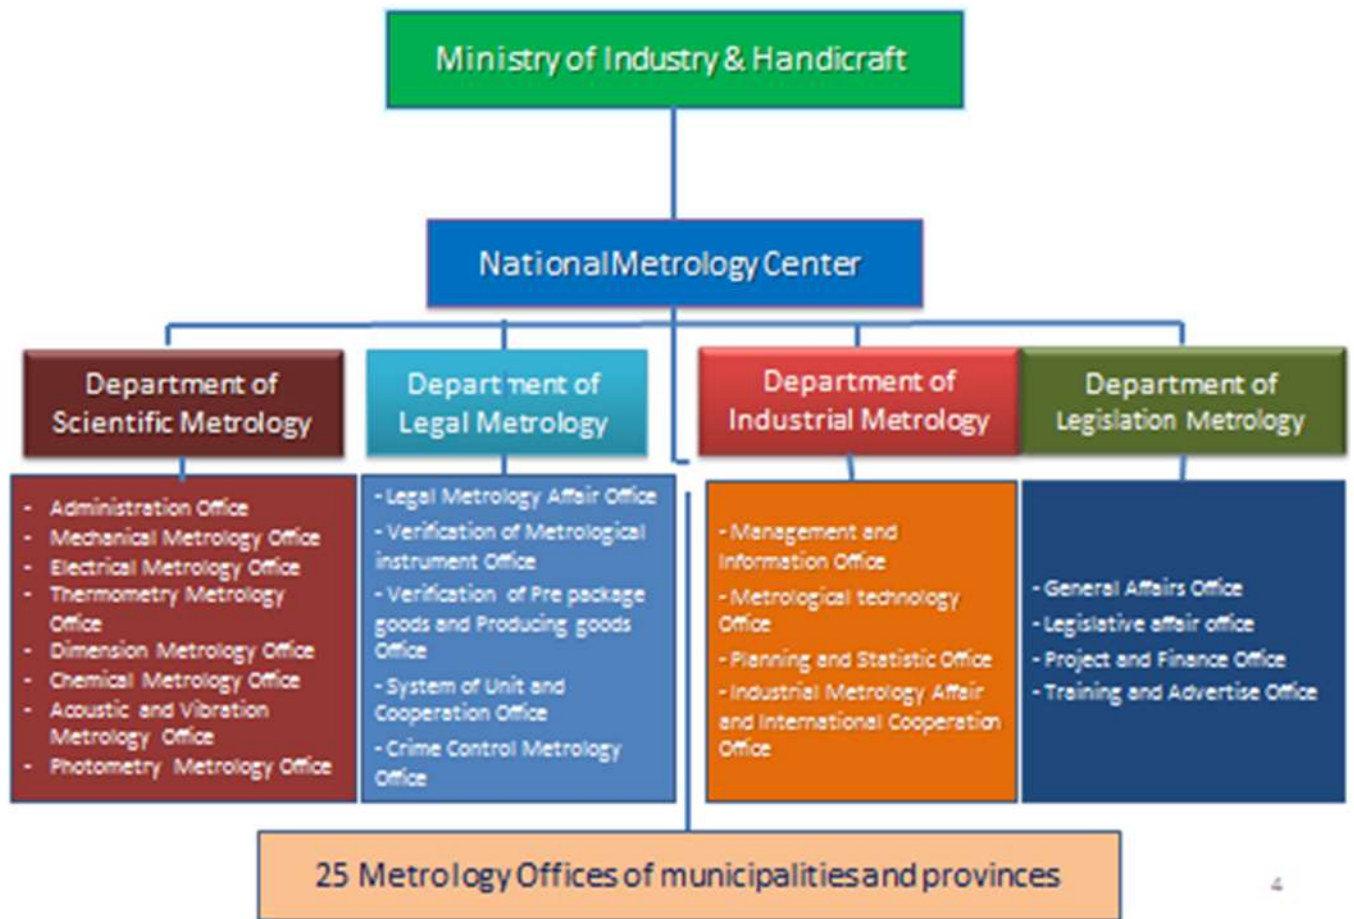 Ministry of Industry & Handicraft
National Metrology Center
Department of
Scientific Metrology
Department of
Legal Metrology
Department of
Industrial Metrology
Department of
Legislation Metrology
- Administration Office
- Mechanical Metrology Office
- Electrical Metrology Office
- Thermometry Metrology
Office
- Dimension Metrology Office
- Chemical Metrology Office
- Acoustic and Vibration
Metrology Office
- Photometry Metrology Office
- Legal Metrology Affair Office
- Verification of Metrological
instrument Office
- Verification of Pre package
goods and Producing goods
Office
- System of Unit and
Cooperation Office
- Crime Control Metrology
Office
- Management and
Information Office
- Metrological technology
Office
- Planning and Statistic Office
- Industrial Metrology Affair
and International Cooperation
Office
- General Affairs Office
- Legislative affair office
- Project and Finance Office
- Training and Advertise Office
25 Metrology Offices of municipalities and provinces
4